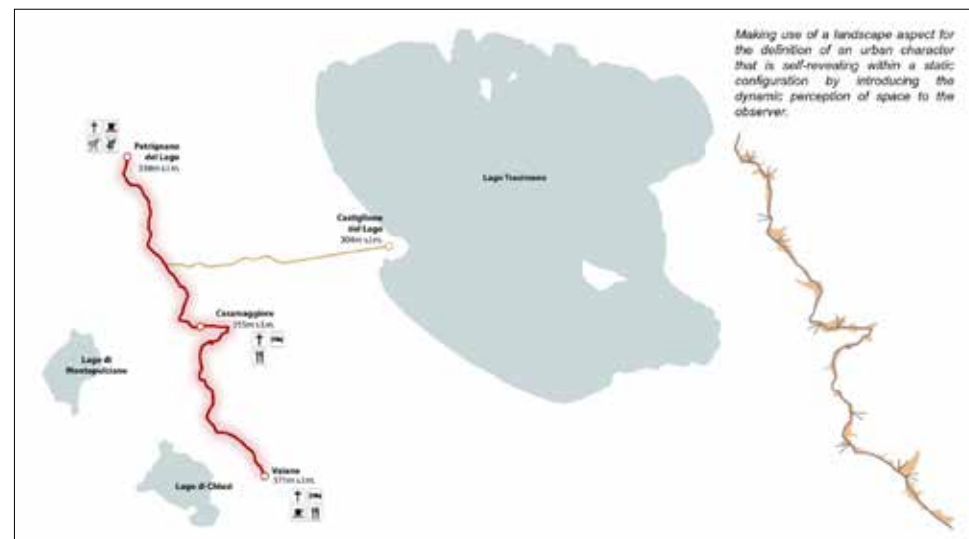 Making use of a landscape aspect for
the definition of an urban character
that is self-revealing within a static
configuration by introducing the
dynamic perception of space to the
observer.
Petrignano
del Lago
s.l.m.
Lago Trasimeno
Castiglione
del Lago
304m s.l.m.
Casamaggiore
s.l.m.
Lago di
Montepulciano
Vaiano
s.l.m.
Lago di Chiusi